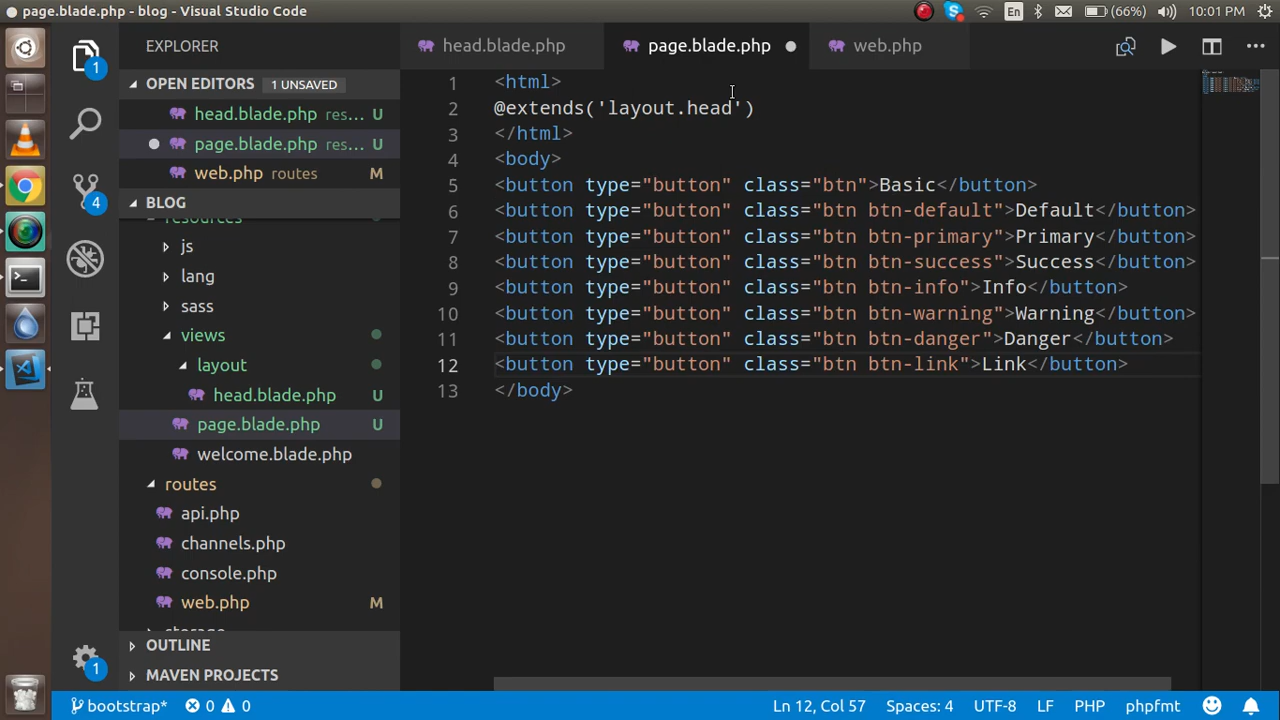 page.blade.php - blog - Visual Studio Code
En
(66%)
10:01 PM
EXPLORER
head.blade.php
page.blade.php
web.php
OPEN EDITORS
1 UNSAVED
head.blade.php res... U
page.blade.php res... U
web.php routes M
BLOG
resources
js
lang
sass
views
layout
head.blade.php U
page.blade.php U
welcome.blade.php
routes
api.php
channels.php
console.php
web.php M
storage
OUTLINE
MAVEN PROJECTS
1
4
1
1 <html>
2 @extends('layout.head')
3 </html>
4 <body>
5 <button type="button" class="btn">Basic</button>
6 <button type="button" class="btn btn-default">Default</button>
7 <button type="button" class="btn btn-primary">Primary</button>
8 <button type="button" class="btn btn-success">Success</button>
9 <button type="button" class="btn btn-info">Info</button>
10 <button type="button" class="btn btn-warning">Warning</button>
11 <button type="button" class="btn btn-danger">Danger</button>
12 <button type="button" class="btn btn-link">Link</button>
13 </body>
bootstrap* 0 0
Ln 12, Col 57
Spaces: 4
UTF-8
LF
PHP
phpfmt